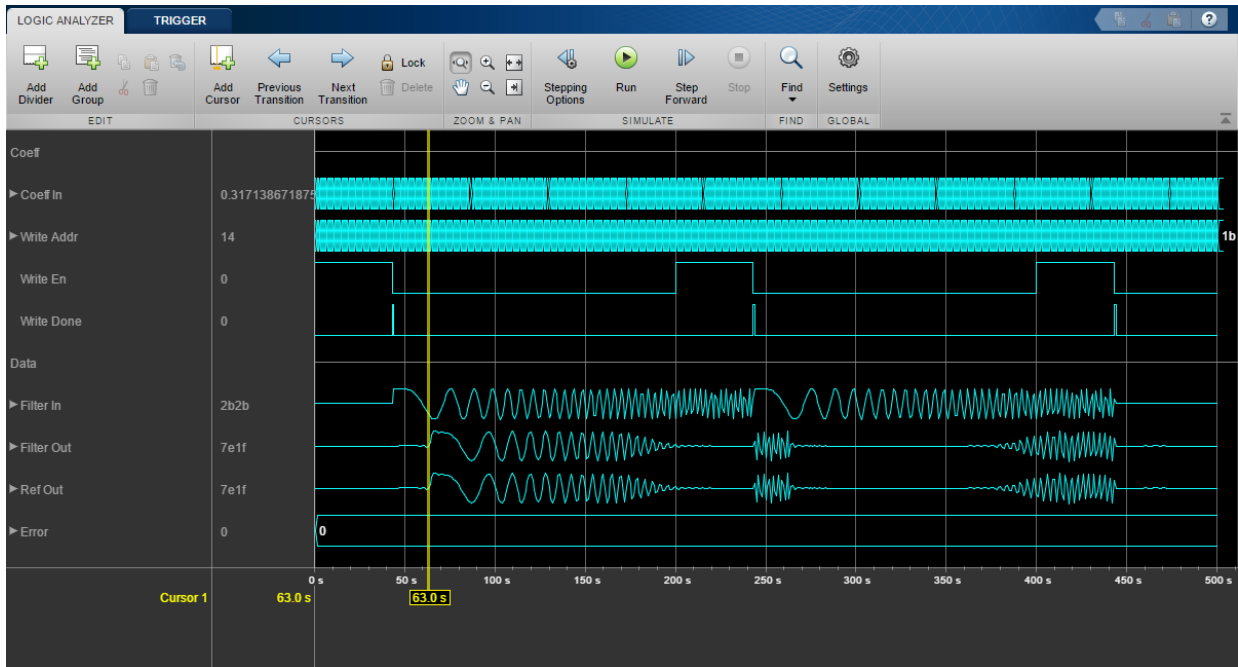 LOGIC ANALYZER TRIGGER
?
Add Divider
Add Group
Add Cursor
Previous Transition
Next Transition
Lock
Delete
Stepping Options
Run
Step Forward
Stop
Find
Settings
EDIT CURSORS ZOOM & PAN SIMULATE FIND GLOBAL
Coeff
Coeff In 0.317138671875
Write Addr 14 1b
Write En 0
Write Done 0
Data
Filter In 2b2b
Filter Out 7e1f
Ref Out 7e1f
Error 0 0
0 s 50 s 100 s 150 s 200 s 250 s 300 s 350 s 400 s 450 s 500 s
Cursor 1 63.0 s 63.0 s